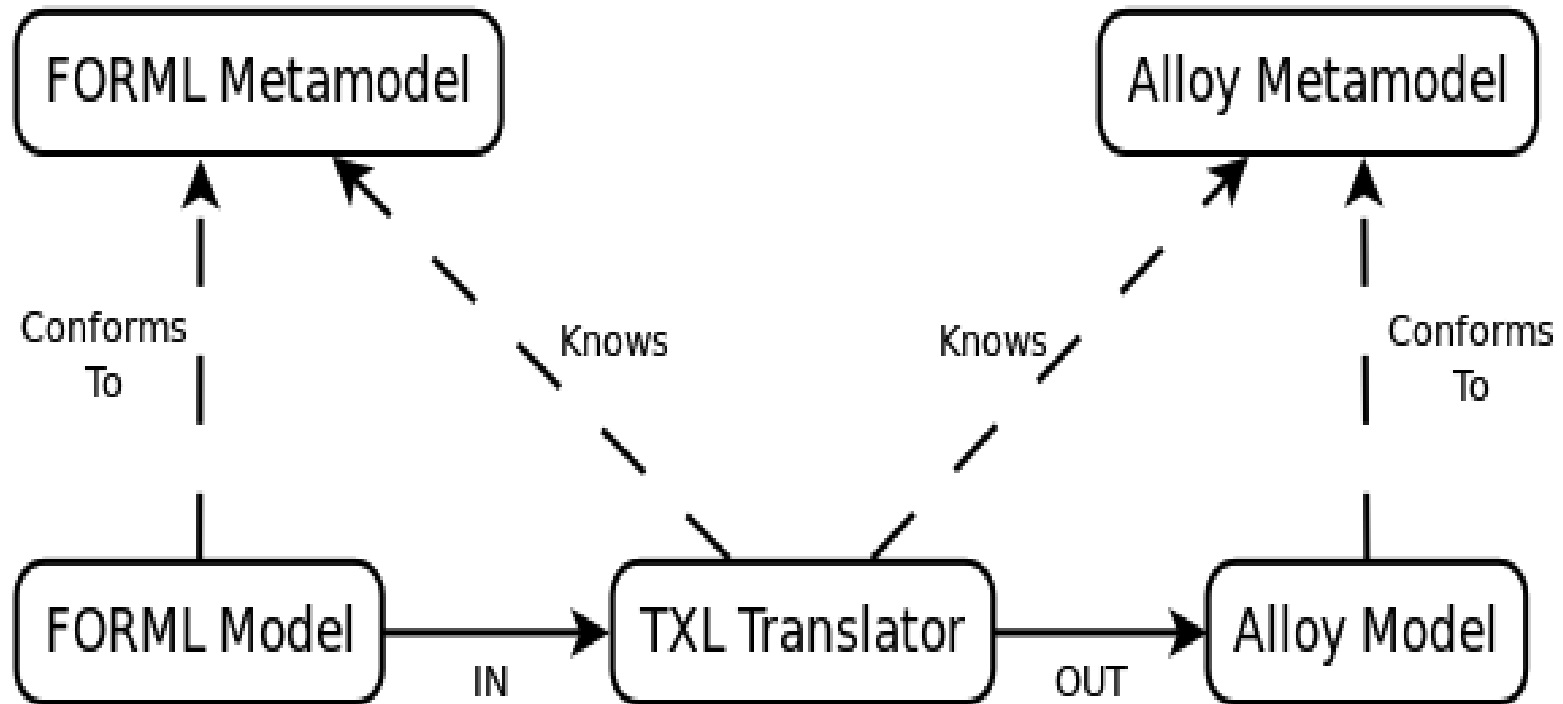 FORML Metamodel
Alloy Metamodel
Conforms
To
Knows
Knows
Conforms
To
FORML Model
IN
TXL Translator
OUT
Alloy Model